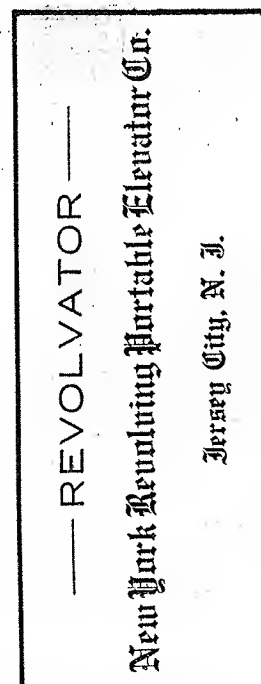 — REVOLVATOR —
New York Revolving Portable Elevator Co.
Jersey City, N. J.